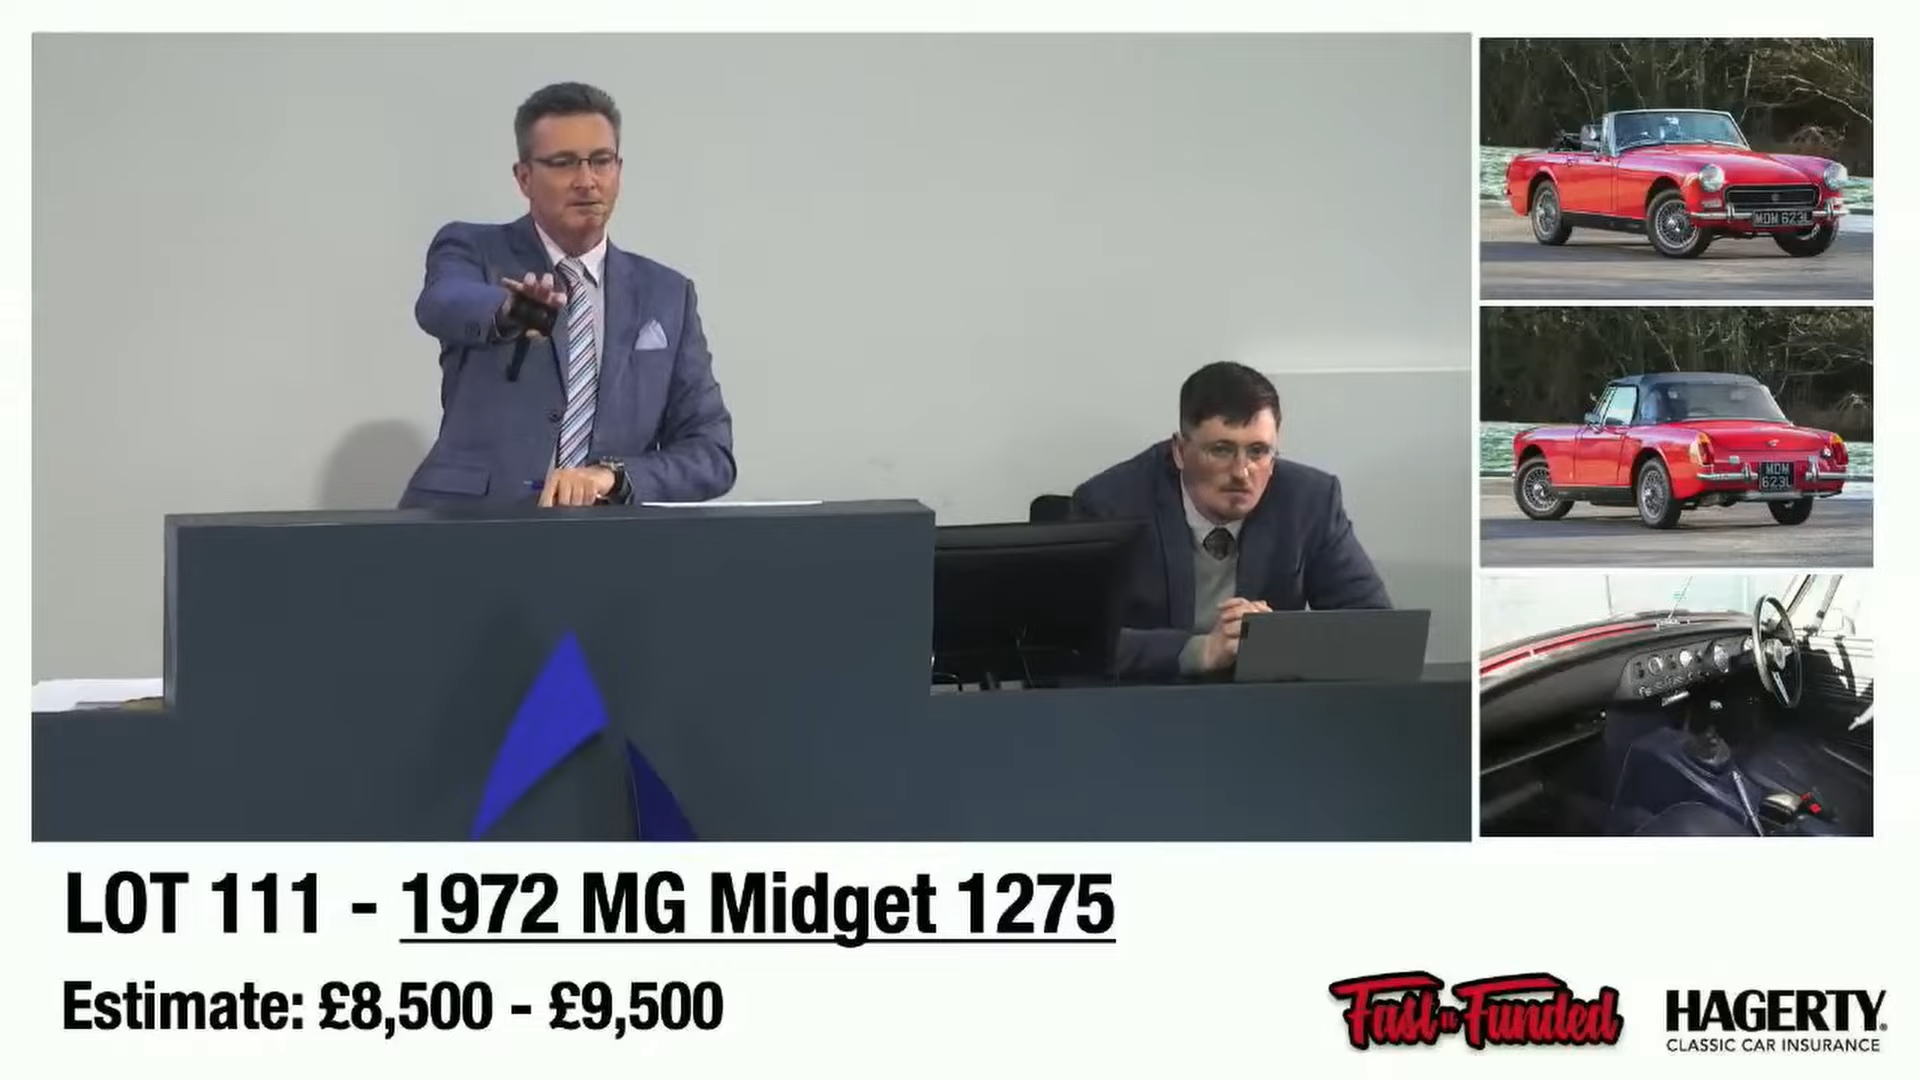 MDM 623L
MDM
623L
LOT 111 - 1972 MG Midget 1275
Estimate: £8,500 - £9,500
Fast n Funded
HAGERTY
CLASSIC CAR INSURANCE